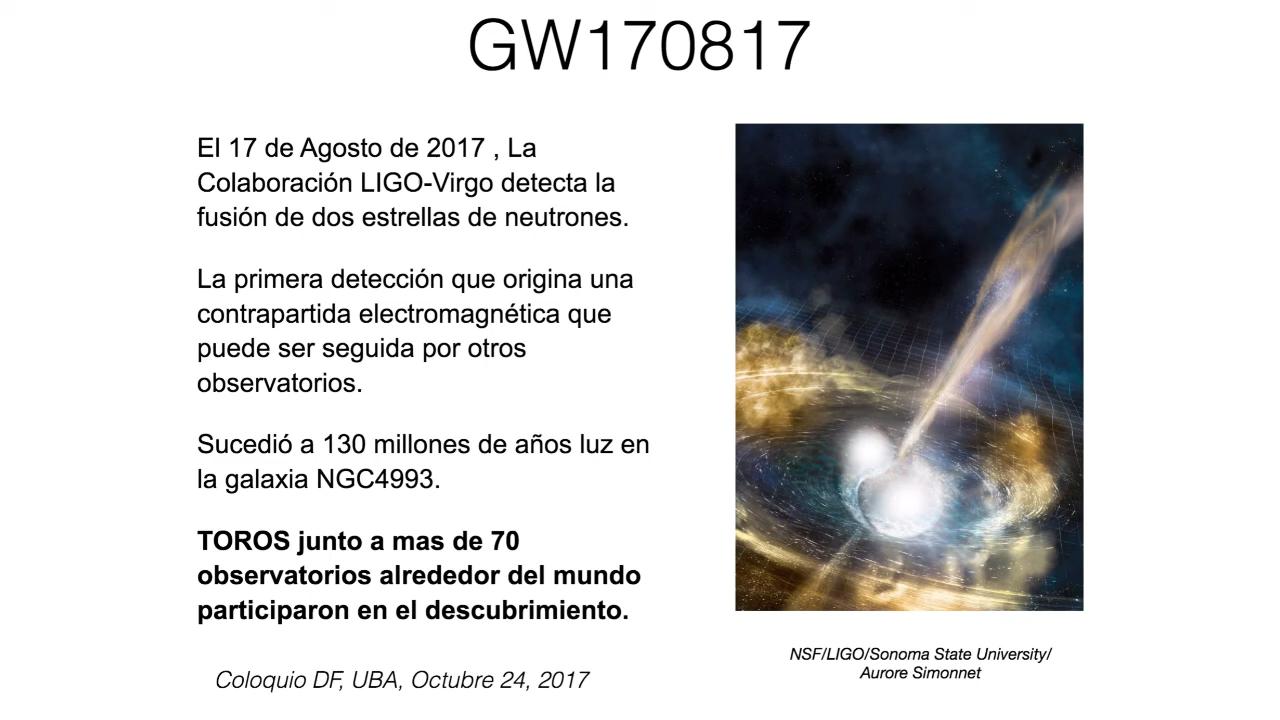 GW170817
El 17 de Agosto de 2017 , La
Colaboración LIGO-Virgo detecta la
fusión de dos estrellas de neutrones.
La primera detección que origina una
contrapartida electromagnética que
puede ser seguida por otros
observatorios.
Sucedió a 130 millones de años luz en
la galaxia NGC4993.
TOROS junto a mas de 70
observatorios alrededor del mundo
participaron en el descubrimiento.
Coloquio DF, UBA, Octubre 24, 2017
NSF/LIGO/Sonoma State University/
Aurore Simonnet